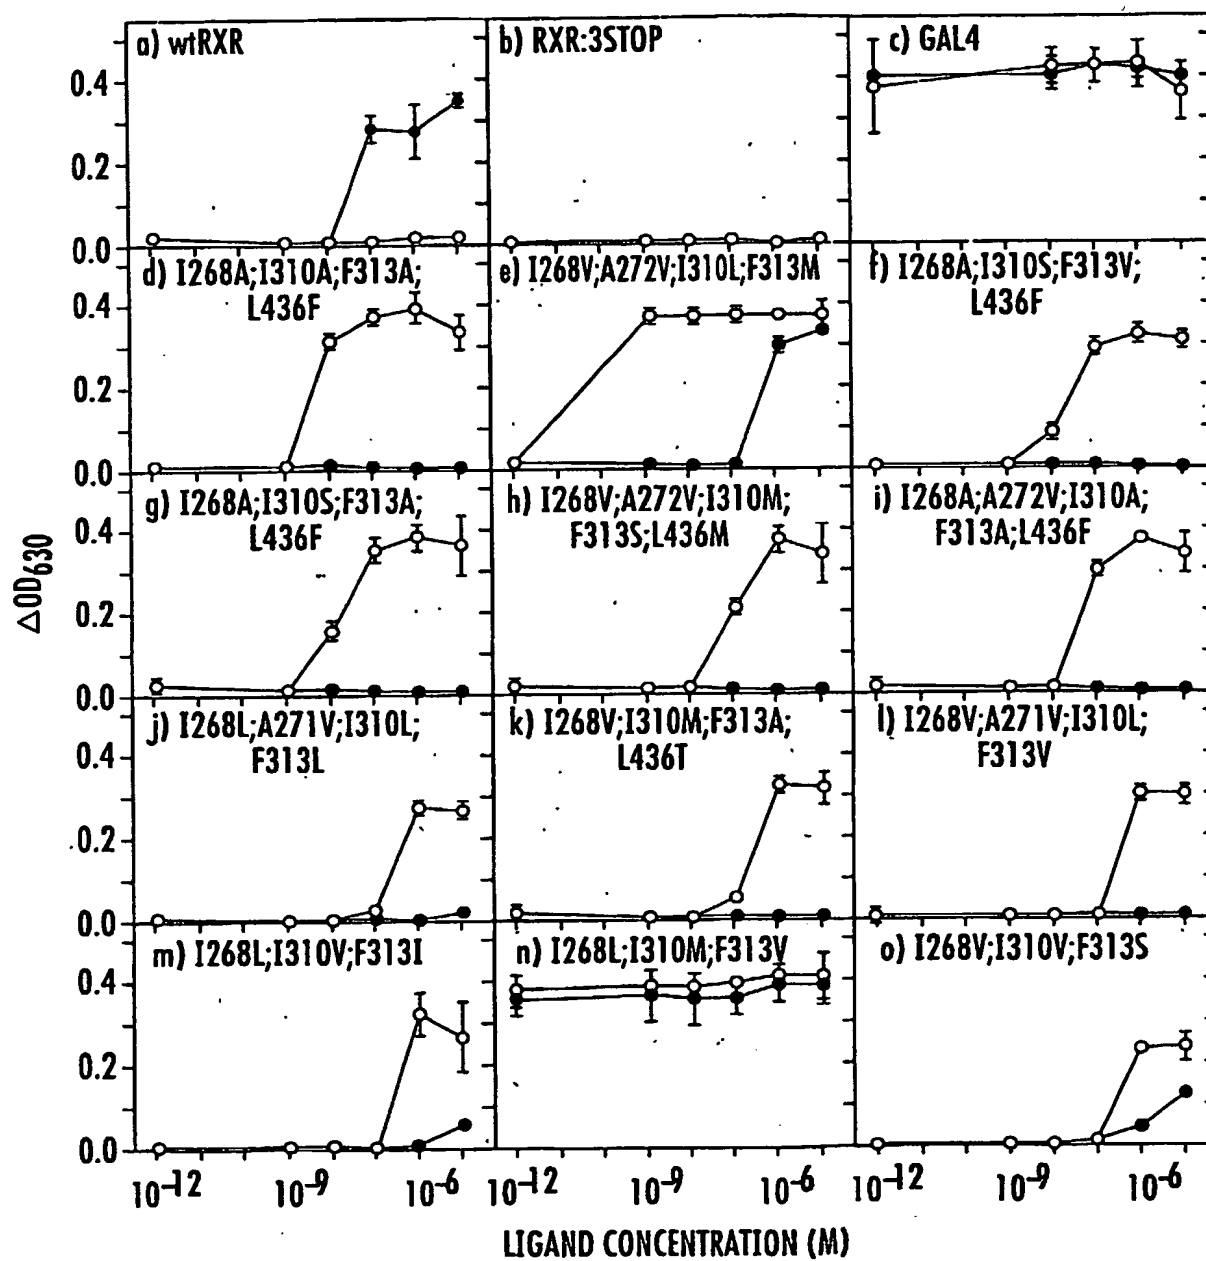 a) wtRXR
b) RXR:3STOP
c) GAL4
0.4
0.2
0.0
d) I268A;I310A;F313A;
L436F
e) I268V;A272V;I310L;F313M
f) I268A;I310S;F313V;
L436F
0.4
0.2
0.0
g) I268A;I310S;F313A;
L436F
h) I268V;A272V;I310M;
F313S;L436M
i) I268A;A272V;I310A;
F313A;L436F
0.4
0.2
0.0
△OD630
j) I268L;A271V;I310L;
F313L
k) I268V;I310M;F313A;
L436T
l) I268V;A271V;I310L;
F313V
0.4
0.2
0.0
m) I268L;I310V;F313I
n) I268L;I310M;F313V
o) I268V;I310V;F313S
0.4
0.2
0.0
10-12 10-9 10-6 10-12 10-9 10-6 10-12 10-9 10-6
LIGAND CONCENTRATION (M)